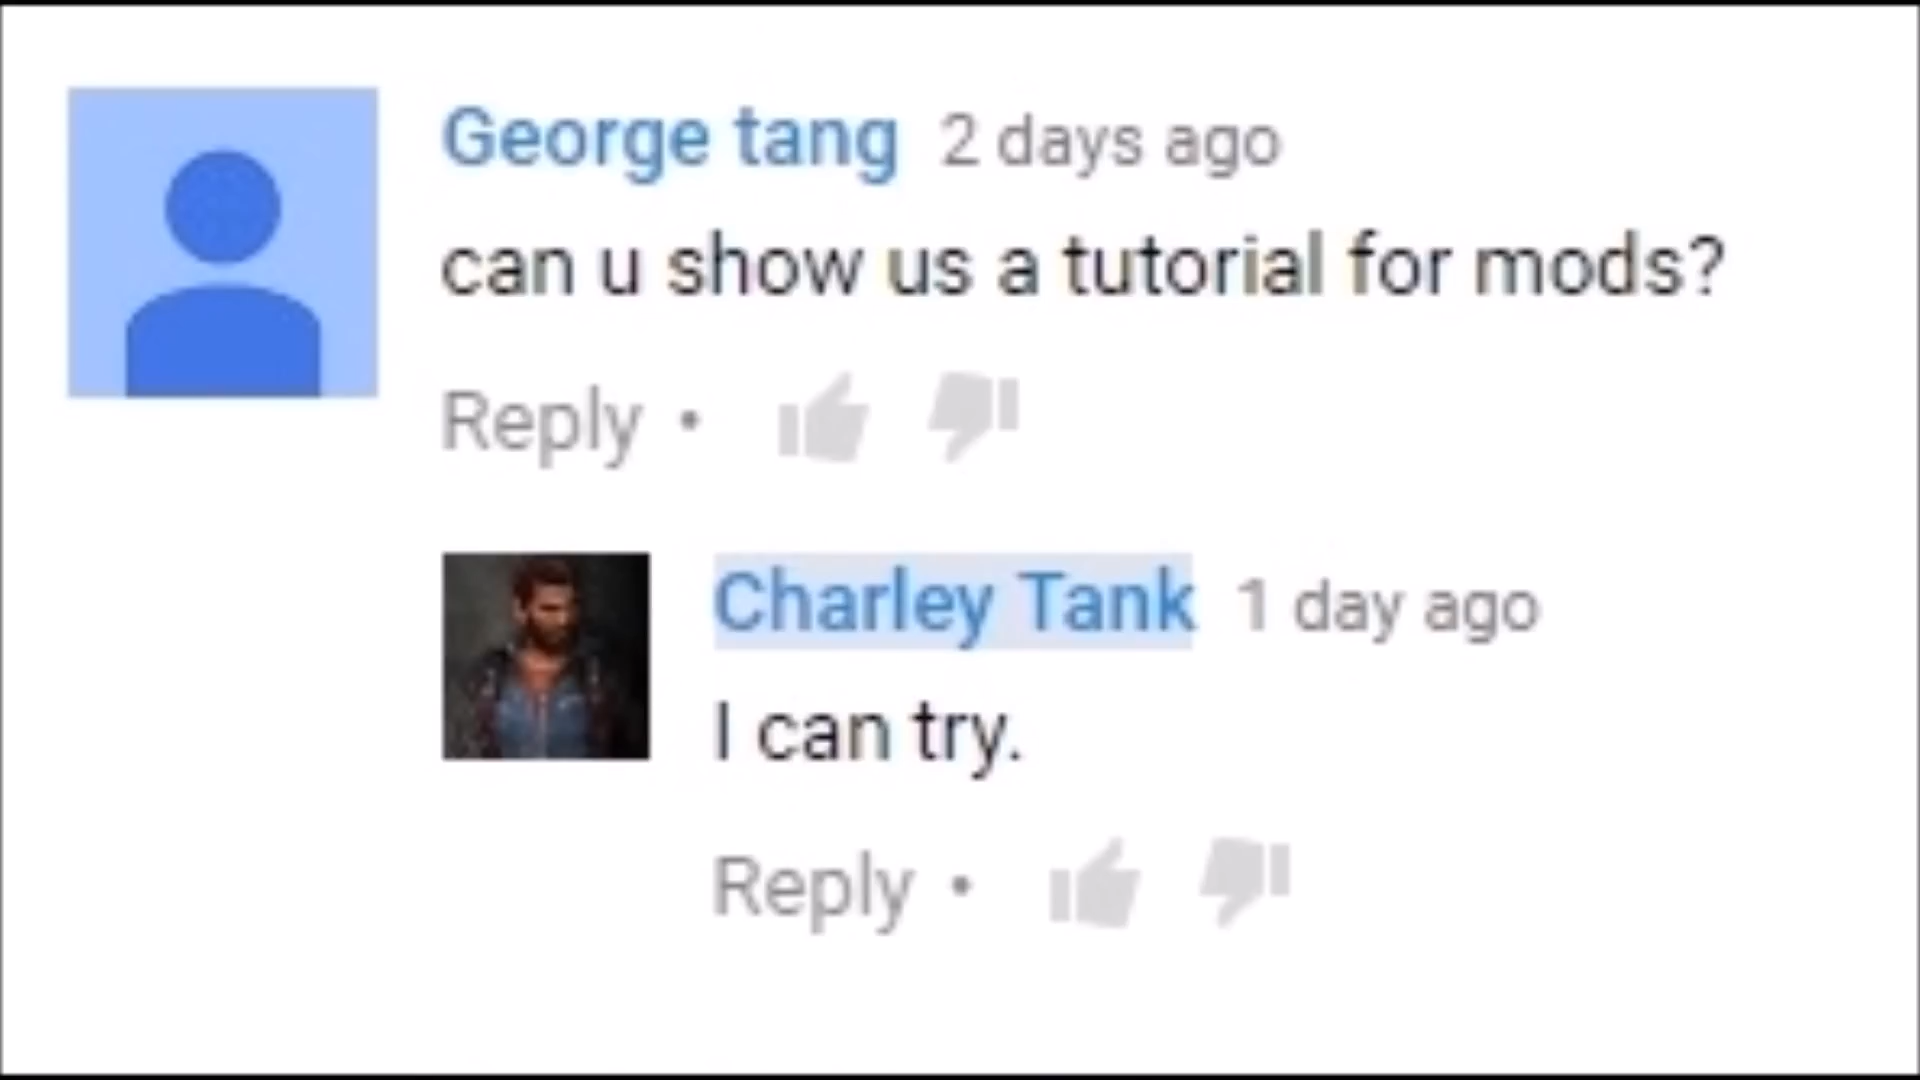 George tang 2 days ago
can u show us a tutorial for mods?
Reply •
Charley Tank 1 day ago
I can try.
Reply •